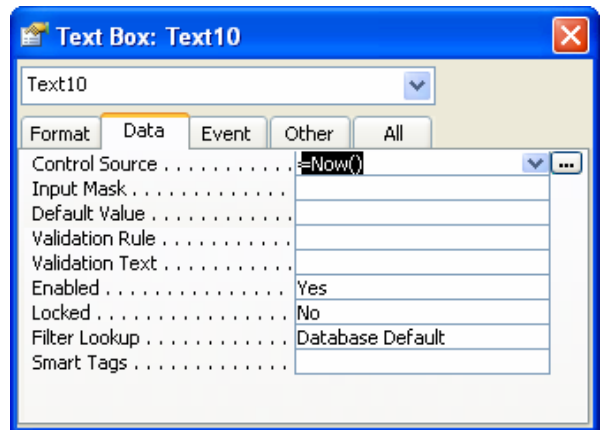 Text Box: Text10
Text10
Format Data Event Other All
Control Source . . . . . . . . . . . =Now() ...
Input Mask . . . . . . . . . . . . .
Default Value . . . . . . . . . . . .
Validation Rule . . . . . . . . . . .
Validation Text . . . . . . . . . . .
Enabled . . . . . . . . . . . . . . . Yes
Locked . . . . . . . . . . . . . . . . No
Filter Lookup . . . . . . . . . . . . Database Default
Smart Tags . . . . . . . . . . . . .